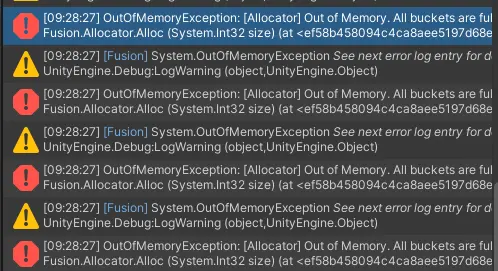 [09:28:27] OutOfMemoryException: [Allocator] Out of Memory. All buckets are ful
Fusion.Allocator.Alloc (System.Int32 size) (at <ef58b458094c4ca8aee5197d68e
[09:28:27] [Fusion] System.OutOfMemoryException See next error log entry for d
UnityEngine.Debug:LogWarning (object,UnityEngine.Object)
[09:28:27] OutOfMemoryException: [Allocator] Out of Memory. All buckets are ful
Fusion.Allocator.Alloc (System.Int32 size) (at <ef58b458094c4ca8aee5197d68e
[09:28:27] [Fusion] System.OutOfMemoryException See next error log entry for d
UnityEngine.Debug:LogWarning (object,UnityEngine.Object)
[09:28:27] OutOfMemoryException: [Allocator] Out of Memory. All buckets are ful
Fusion.Allocator.Alloc (System.Int32 size) (at <ef58b458094c4ca8aee5197d68e
[09:28:27] [Fusion] System.OutOfMemoryException See next error log entry for d
UnityEngine.Debug:LogWarning (object,UnityEngine.Object)
[09:28:27] OutOfMemoryException: [Allocator] Out of Memory. All buckets are ful
Fusion.Allocator.Alloc (System.Int32 size) (at <ef58b458094c4ca8aee5197d68e